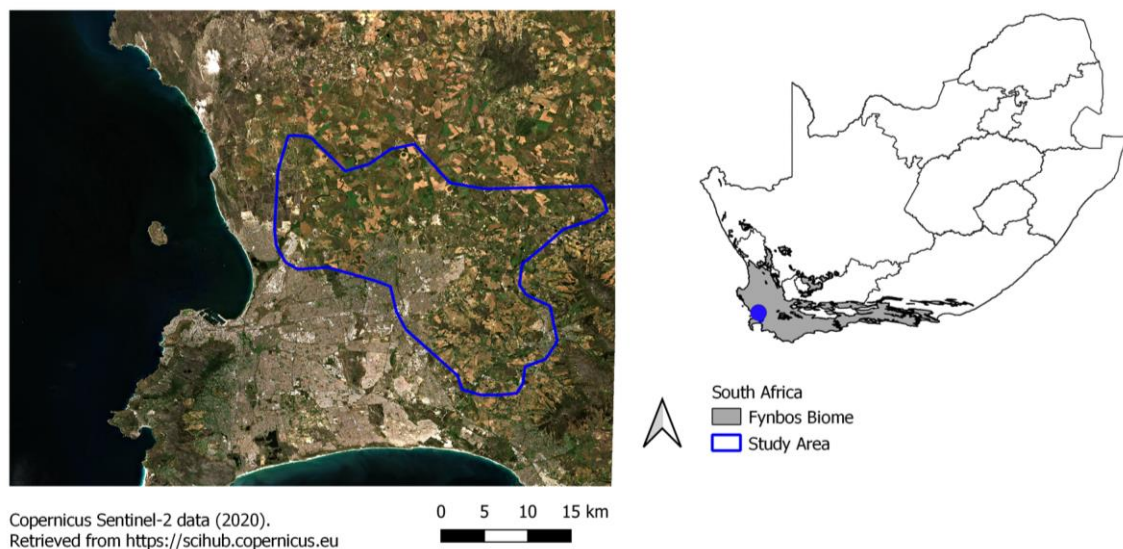 Copernicus Sentinel-2 data (2020).
Retrieved from https://scihub.copernicus.eu
0 5 10 15 km
South Africa
Fynbos Biome
Study Area